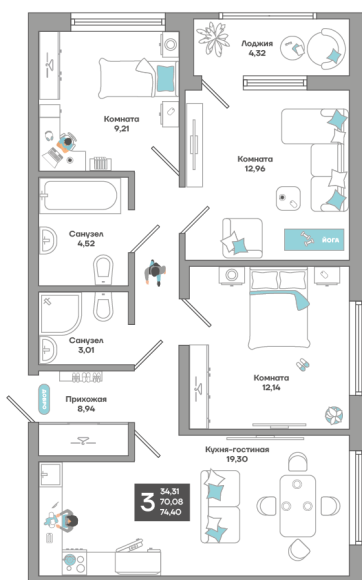 Лоджия
4,32
Комната
9,21
Комната
12,96
ЙОГА
Санузел
4,52
Санузел
3,01
Комната
12,14
ДОБРО
Прихожая
8,94
Кухня-гостиная
19,30
3
34,31
70,08
74,40